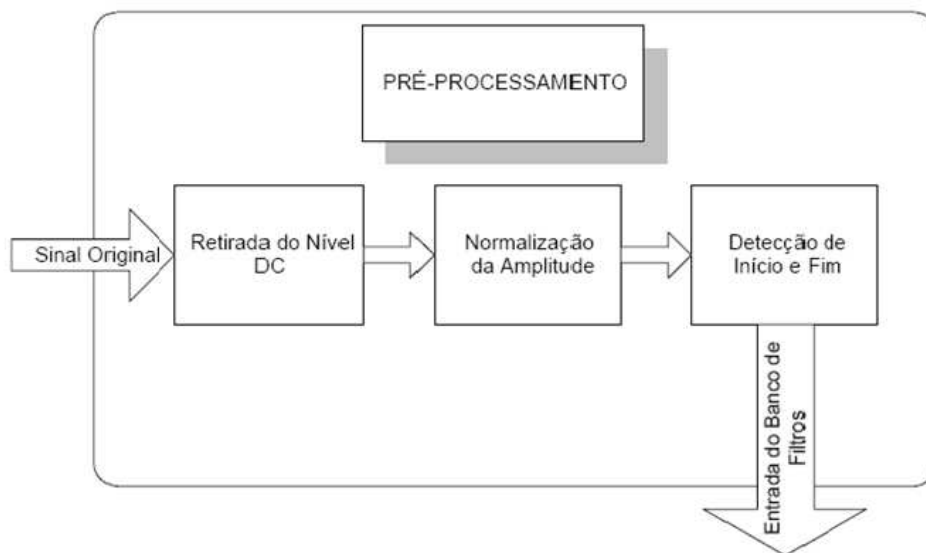 PRÉ-PROCESSAMENTO
Sinal Original
Retirada do Nível
DC
Normalização
da Amplitude
Detecção de
Início e Fim
Entrada do Banco de
Filtros